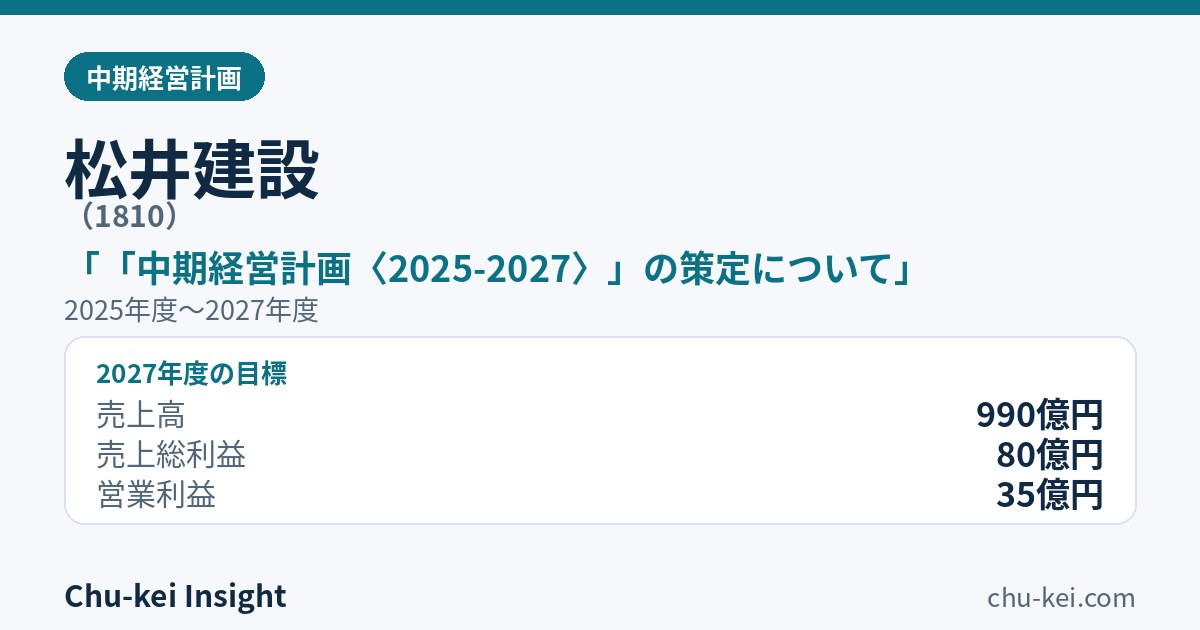 中期経営計画
松井建設
（1810）
「「中期経営計画〈2025-2027〉」の策定について」
2025年度～2027年度
2027年度の目標
売上高 990億円
売上総利益 80億円
営業利益 35億円
Chu-kei Insight chu-kei.com